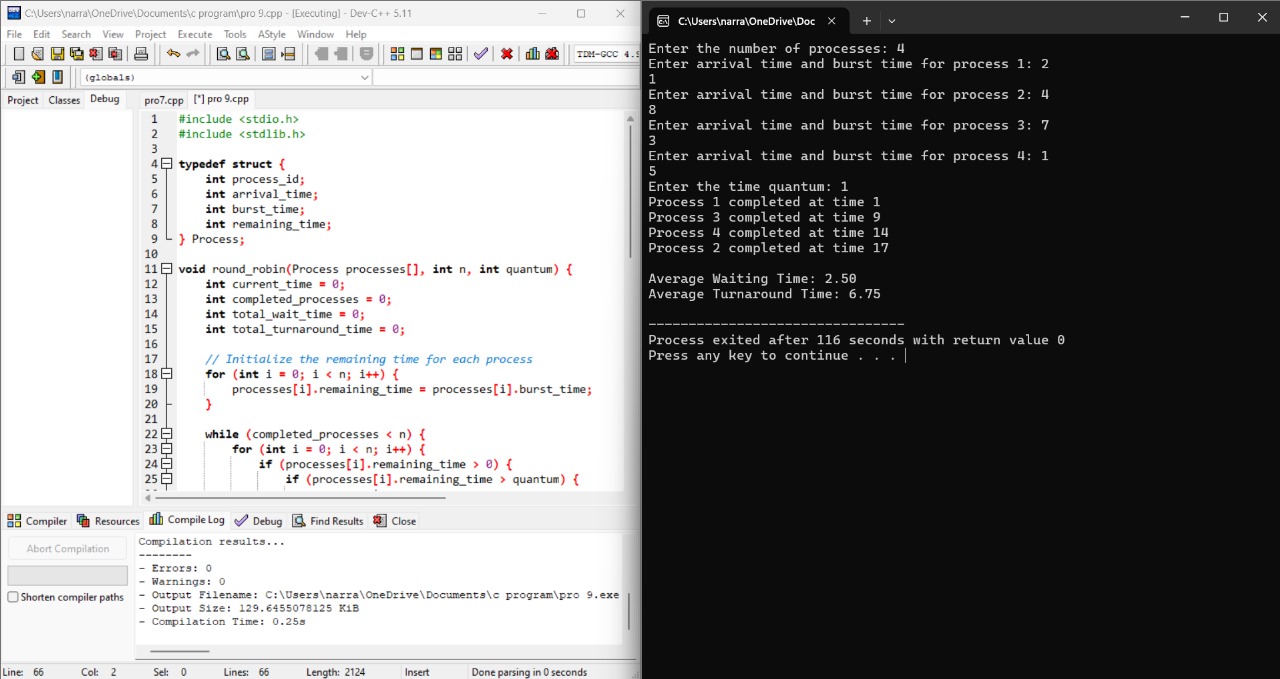 C:\Users\narra\OneDrive\Documents\c program\pro 9.cpp - [Executing] - Dev-C++ 5.11
File Edit Search View Project Execute Tools AStyle Window Help
TDM-GCC 4.9
(globals)
Project Classes Debug
pro7.cpp [*] pro 9.cpp
1 #include <stdio.h>
2 #include <stdlib.h>
3
4 typedef struct {
5 int process_id;
6 int arrival_time;
7 int burst_time;
8 int remaining_time;
9 } Process;
10
11 void round_robin(Process processes[], int n, int quantum) {
12 int current_time = 0;
13 int completed_processes = 0;
14 int total_wait_time = 0;
15 int total_turnaround_time = 0;
16
17 // Initialize the remaining time for each process
18 for (int i = 0; i < n; i++) {
19 processes[i].remaining_time = processes[i].burst_time;
20 }
21
22 while (completed_processes < n) {
23 for (int i = 0; i < n; i++) {
24 if (processes[i].remaining_time > 0) {
25 if (processes[i].remaining_time > quantum) {
Compiler Resources Compile Log Debug Find Results Close
Abort Compilation
Shorten compiler paths
Compilation results...
--------
- Errors: 0
- Warnings: 0
- Output Filename: C:\Users\narra\OneDrive\Documents\c program\pro 9.exe
- Output Size: 129.6455078125 KiB
- Compilation Time: 0.25s
Line: 66 Col: 2 Sel: 0 Lines: 66 Length: 2124 Insert Done parsing in 0 seconds
C:\Users\narra\OneDrive\Doc
Enter the number of processes: 4
Enter arrival time and burst time for process 1: 2
1
Enter arrival time and burst time for process 2: 4
8
Enter arrival time and burst time for process 3: 7
3
Enter arrival time and burst time for process 4: 1
5
Enter the time quantum: 1
Process 1 completed at time 1
Process 3 completed at time 9
Process 4 completed at time 14
Process 2 completed at time 17
Average Waiting Time: 2.50
Average Turnaround Time: 6.75
--------------------------------
Process exited after 116 seconds with return value 0
Press any key to continue . . .